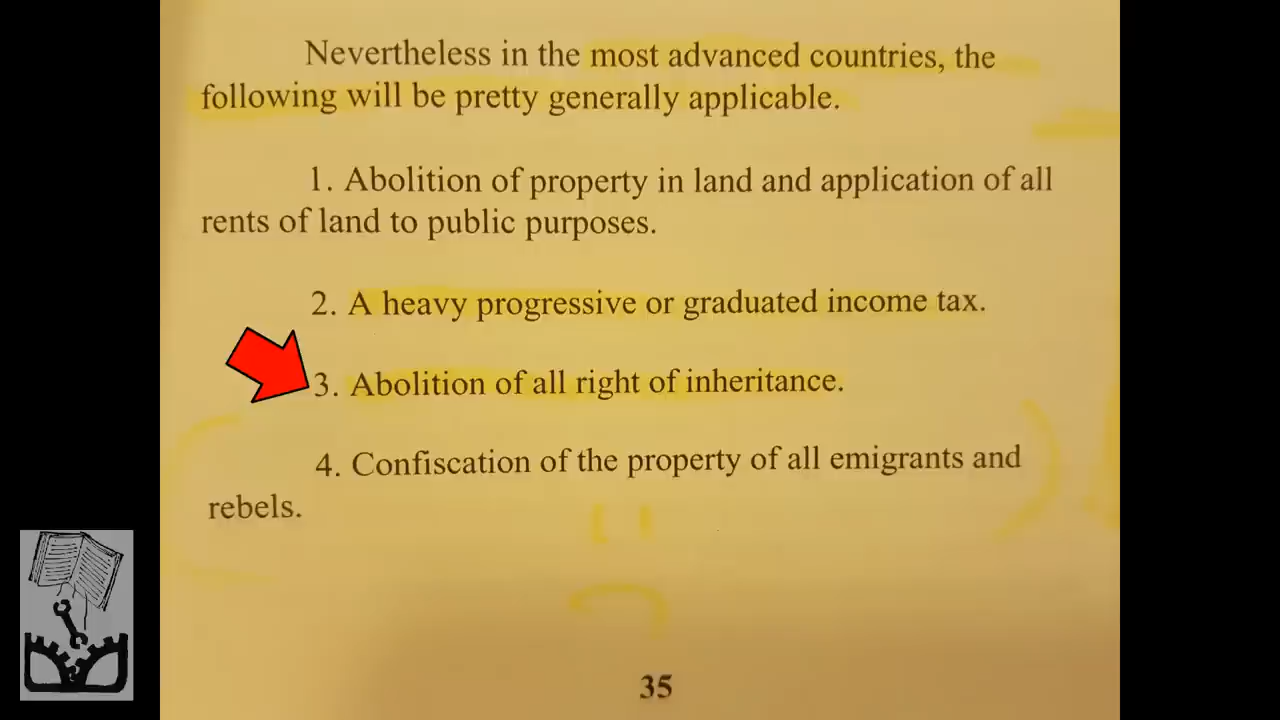 Nevertheless in the most advanced countries, the
following will be pretty generally applicable.
1. Abolition of property in land and application of all
rents of land to public purposes.
2. A heavy progressive or graduated income tax.
3. Abolition of all right of inheritance.
4. Confiscation of the property of all emigrants and
rebels.
35